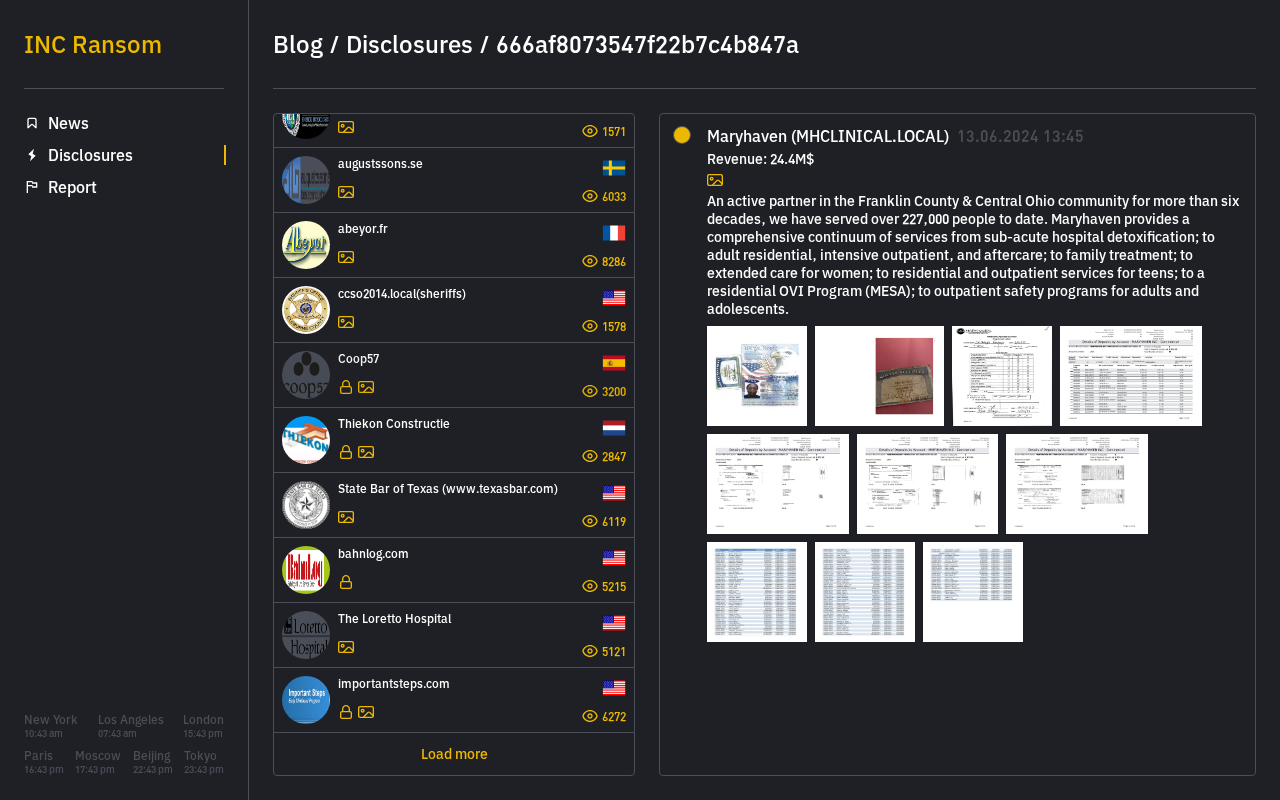 INC Ransom
News
Disclosures
Report
New York
Los Angeles
London
10:43 am
07:43 am
15:43 pm
Paris
Moscow
Beijing
Tokyo
16:43 pm
17:43 pm
22:43 pm
23:43 pm
Blog / Disclosures / 666af8073547f22b7c4b847a
1571
augustssons.se
6033
Abeyor
abeyor.fr
8286
ccso2014.local(sheriffs)
1578
coop57
Coop57
3200
THIEKON
Thiekon Constructie
2847
State Bar of Texas (www.texasbar.com)
6119
bahnlog.com
5215
Loretto
Hospital
The Loretto Hospital
5121
Important Steps
importantsteps.com
6272
Load more
Maryhaven (MHCLINICAL.LOCAL) 13.06.2024 13:45
Revenue: 24.4M$
An active partner in the Franklin County & Central Ohio community for more than six
decades, we have served over 227,000 people to date. Maryhaven provides a
comprehensive continuum of services from sub-acute hospital detoxification; to
adult residential, intensive outpatient, and aftercare; to family treatment; to
extended care for women; to residential and outpatient services for teens; to a
residential OVI Program (MESA); to outpatient safety programs for adults and
adolescents.